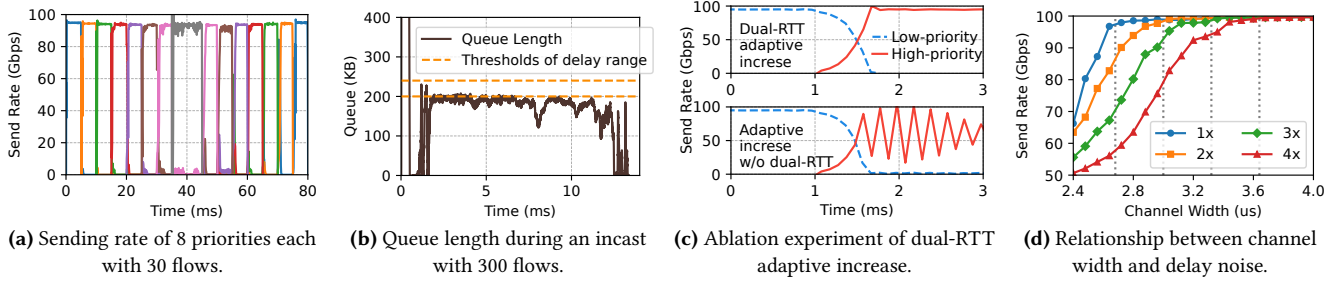 Send Rate (Gbps)
100
80
60
40
20
0
0
20
40
60
80
Time (ms)
(a) Sending rate of 8 priorities each
with 30 flows.
Queue (KB)
400
300
200
100
0
0
5
10
Time (ms)
Queue Length
Thresholds of delay range
(b) Queue length during an incast
with 300 flows.
Send Rate (Gbps)
100
50
0
Dual-RTT
adaptive
increse
Low-priority
High-priority
0
1
2
3
100
50
0
Adaptive
increse
w/o dual-RTT
0
1
2
3
Time (ms)
(c) Ablation experiment of dual-RTT
adaptive increase.
Send Rate (Gbps)
100
90
80
70
60
50
2.4
2.8
3.2
3.6
4.0
Channel Width (us)
1x
2x
3x
4x
(d) Relationship between channel
width and delay noise.